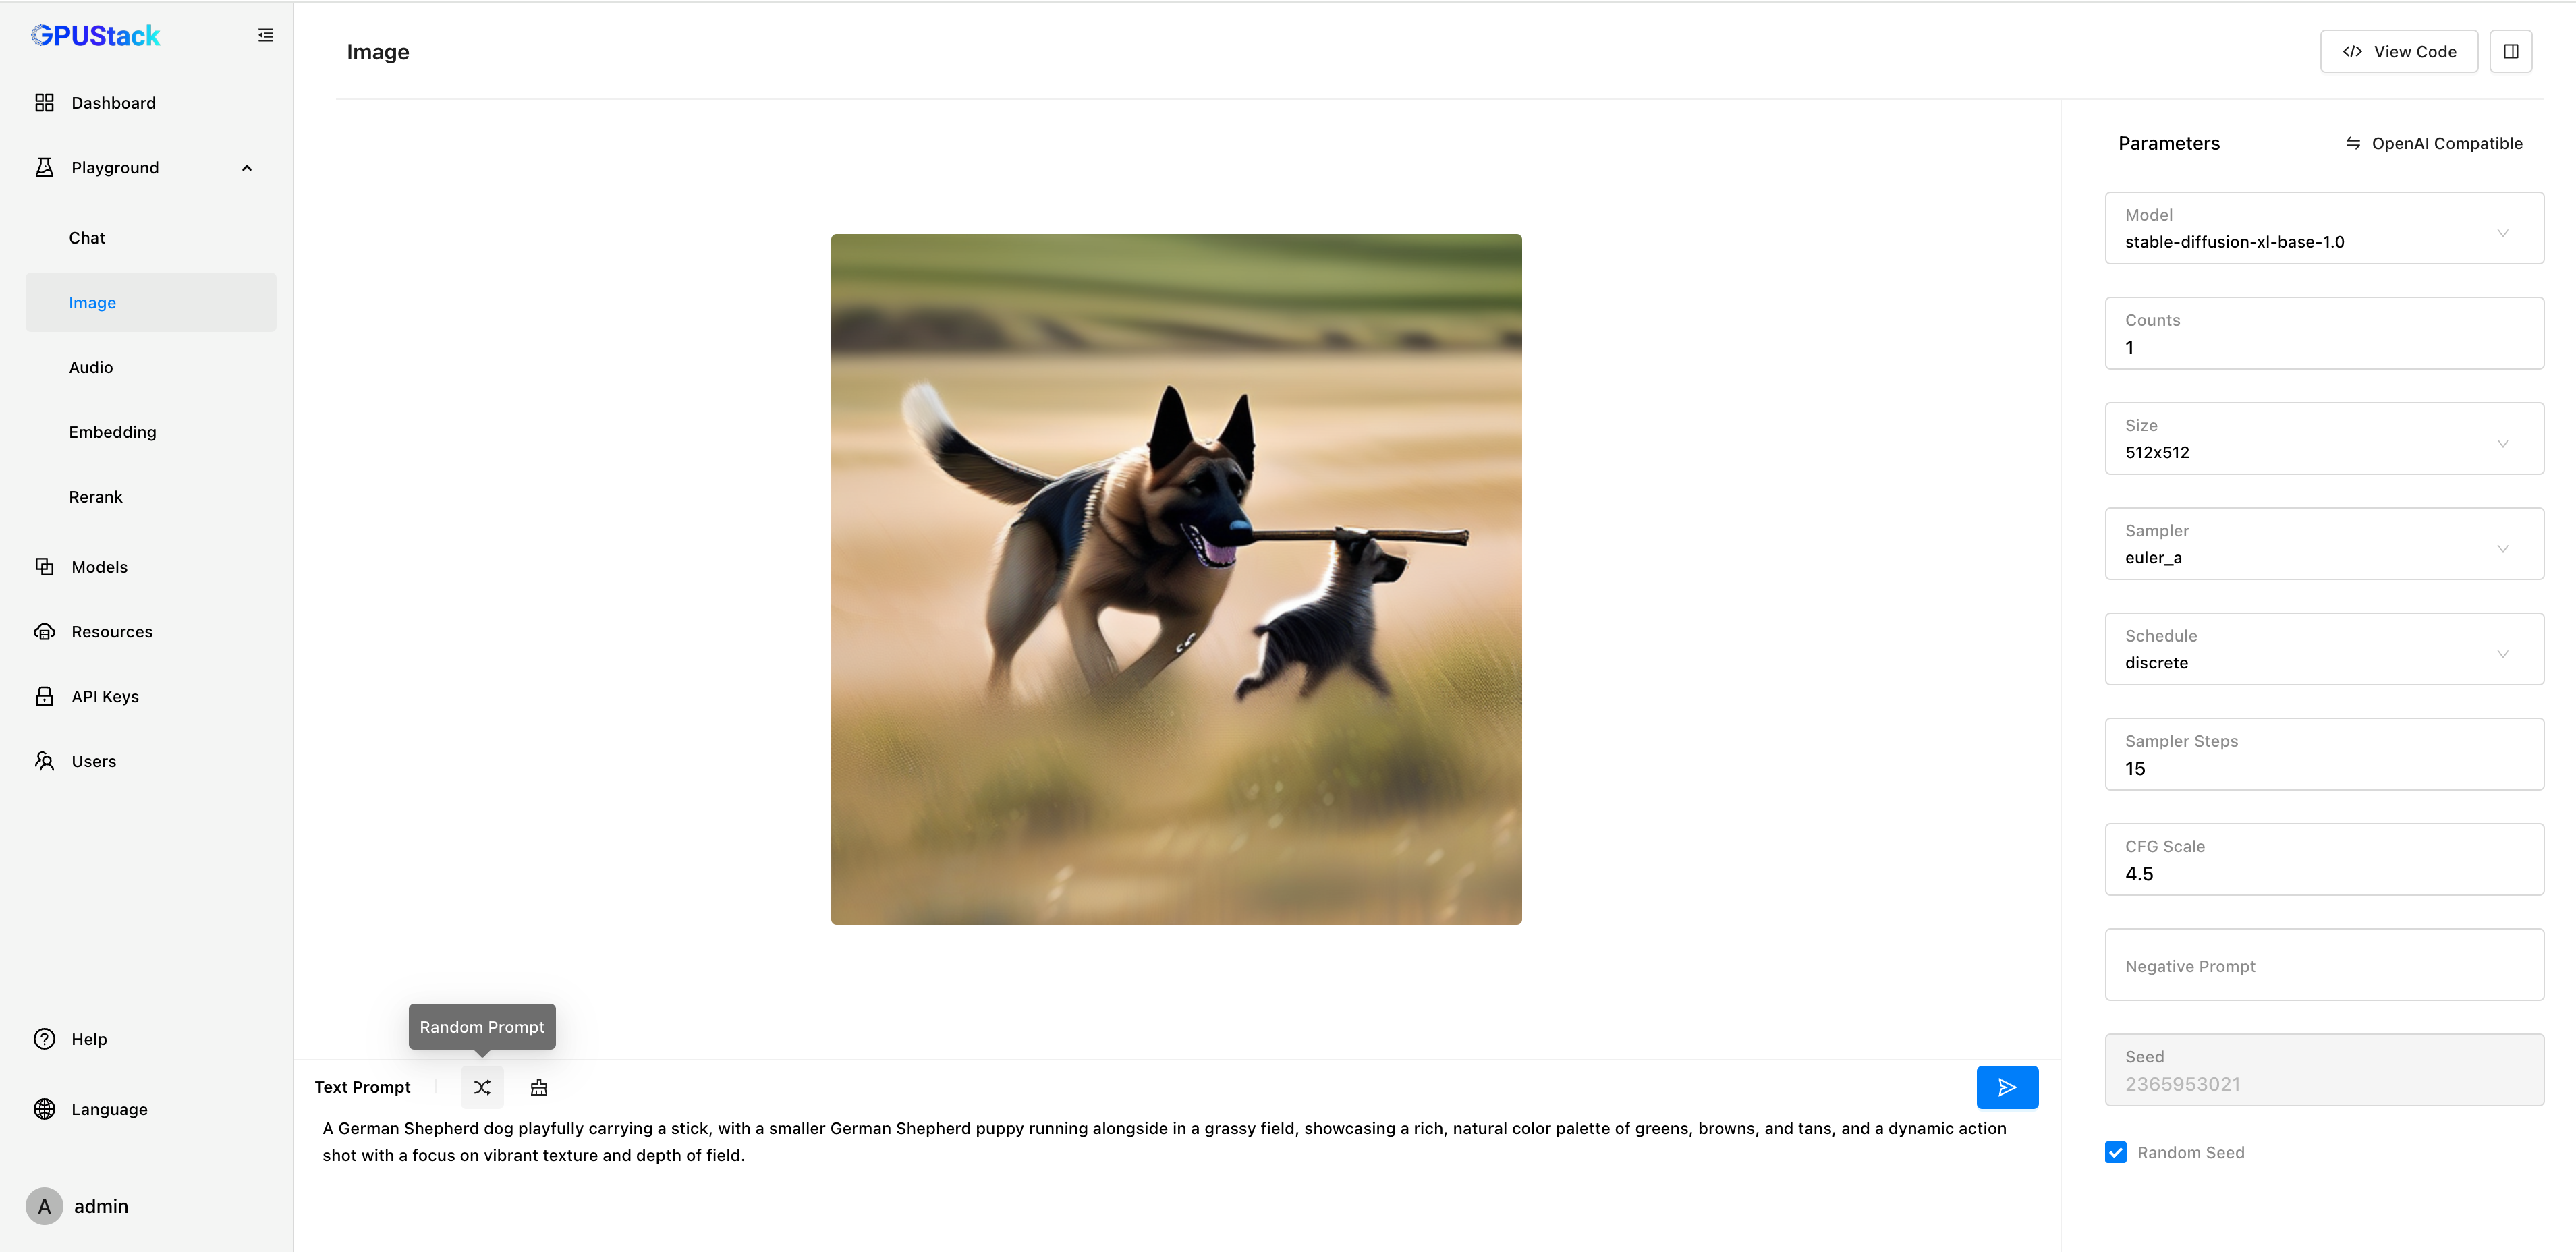 GPUStack
Dashboard
Playground
Chat
Image
Audio
Embedding
Rerank
Models
Resources
API Keys
Users
Help
Language
A admin
Image
View Code
Random Prompt
Text Prompt
A German Shepherd dog playfully carrying a stick, with a smaller German Shepherd puppy running alongside in a grassy field, showcasing a rich, natural color palette of greens, browns, and tans, and a dynamic action
shot with a focus on vibrant texture and depth of field.
Parameters
OpenAI Compatible
Model
stable-diffusion-xl-base-1.0
Counts
1
Size
512x512
Sampler
euler_a
Schedule
discrete
Sampler Steps
15
CFG Scale
4.5
Negative Prompt
Seed
2365953021
Random Seed